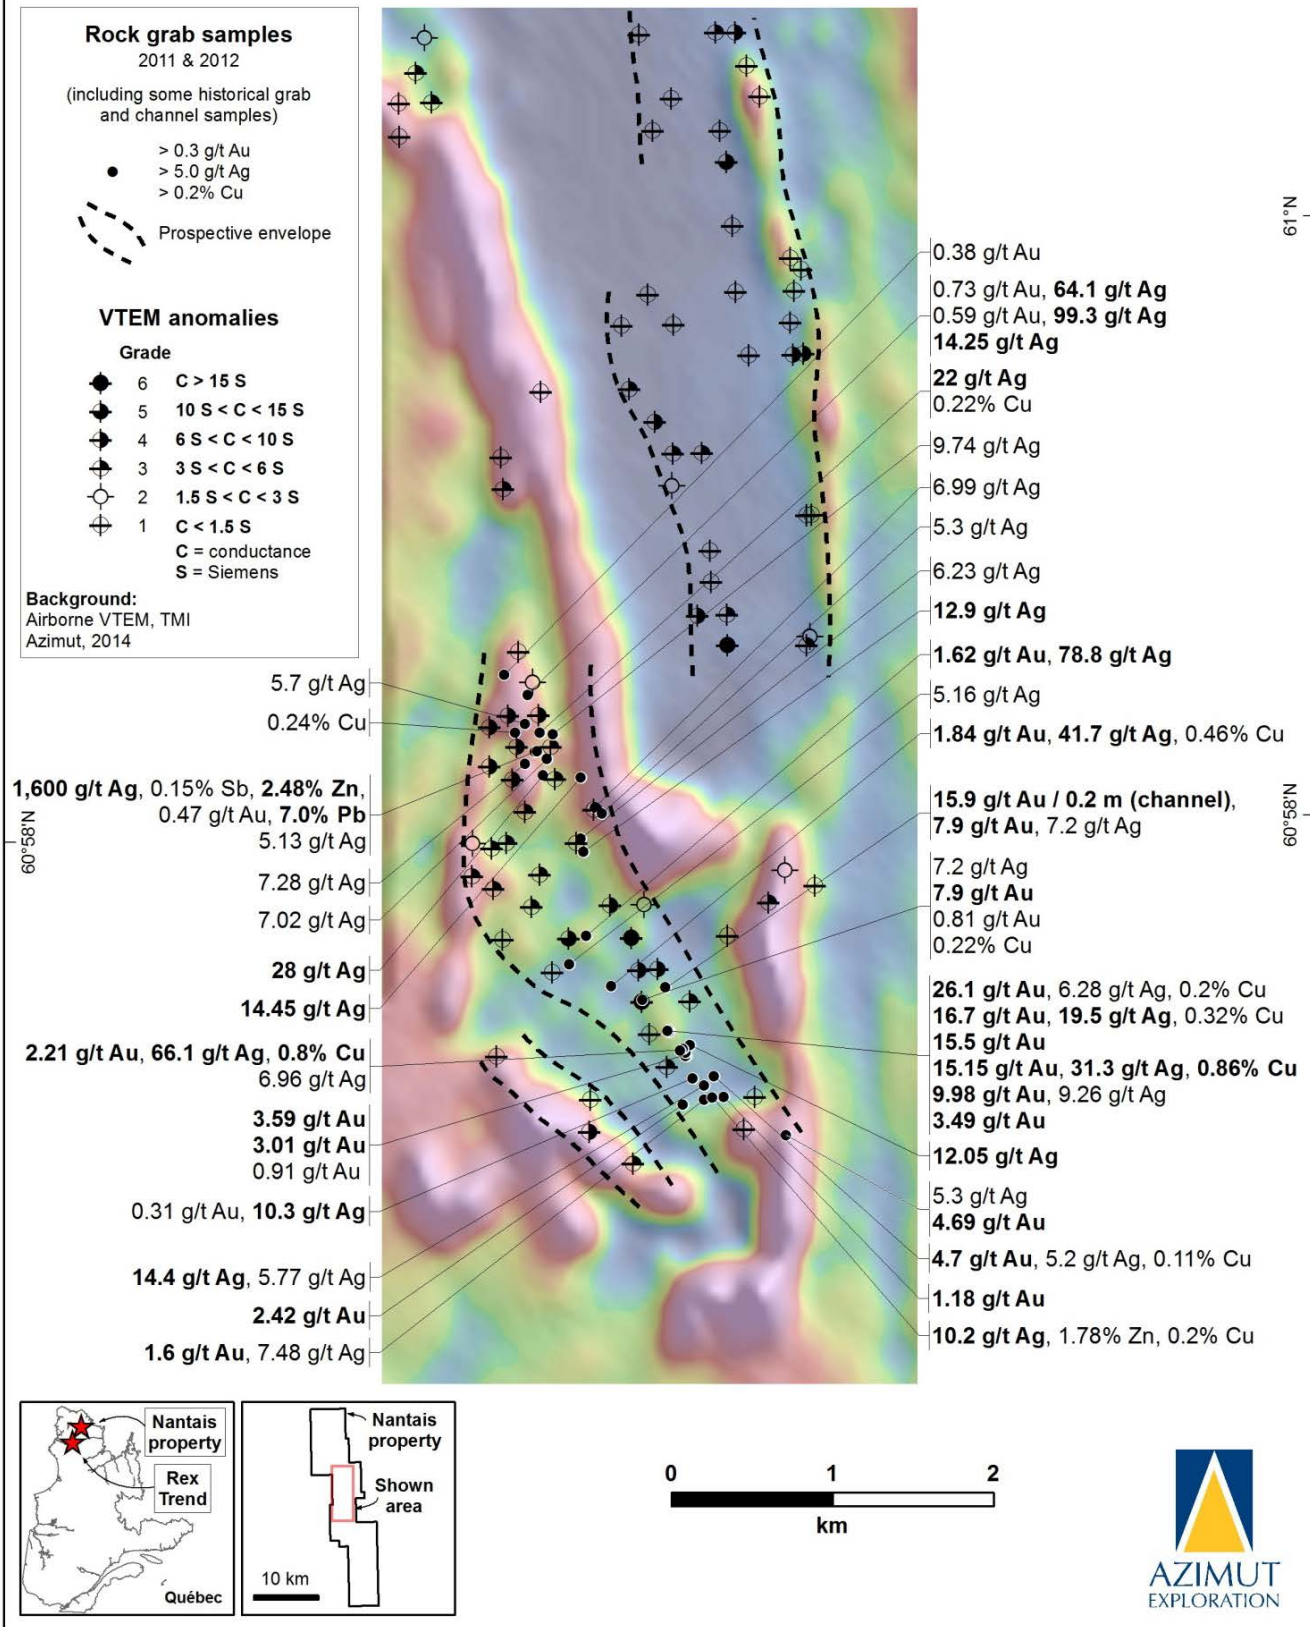 Rock grab samples
2011 & 2012
(including some historical grab
and channel samples)
> 0.3 g/t Au
> 5.0 g/t Ag
> 0.2% Cu
Prospective envelope
VTEM anomalies
Grade
6 C > 15 S
5 10 S < C < 15 S
4 6 S < C < 10 S
3 3 S < C < 6 S
2 1.5 S < C < 3 S
1 C < 1.5 S
C = conductance
S = Siemens
Background:
Airborne VTEM, TMI
Azimut, 2014
5.7 g/t Ag
0.24% Cu
1,600 g/t Ag, 0.15% Sb, 2.48% Zn,
0.47 g/t Au, 7.0% Pb
5.13 g/t Ag
60°58'N
7.28 g/t Ag
7.02 g/t Ag
28 g/t Ag
14.45 g/t Ag
2.21 g/t Au, 66.1 g/t Ag, 0.8% Cu
6.96 g/t Ag
3.59 g/t Au
3.01 g/t Au
0.91 g/t Au
0.31 g/t Au, 10.3 g/t Ag
14.4 g/t Ag, 5.77 g/t Ag
2.42 g/t Au
1.6 g/t Au, 7.48 g/t Ag
61°N
0.38 g/t Au
0.73 g/t Au, 64.1 g/t Ag
0.59 g/t Au, 99.3 g/t Ag
14.25 g/t Ag
22 g/t Ag
0.22% Cu
9.74 g/t Ag
6.99 g/t Ag
5.3 g/t Ag
6.23 g/t Ag
12.9 g/t Ag
1.62 g/t Au, 78.8 g/t Ag
5.16 g/t Ag
1.84 g/t Au, 41.7 g/t Ag, 0.46% Cu
15.9 g/t Au / 0.2 m (channel),
7.9 g/t Au, 7.2 g/t Ag
60°58'N
7.2 g/t Ag
7.9 g/t Au
0.81 g/t Au
0.22% Cu
26.1 g/t Au, 6.28 g/t Ag, 0.2% Cu
16.7 g/t Au, 19.5 g/t Ag, 0.32% Cu
15.5 g/t Au
15.15 g/t Au, 31.3 g/t Ag, 0.86% Cu
9.98 g/t Au, 9.26 g/t Ag
3.49 g/t Au
12.05 g/t Ag
5.3 g/t Ag
4.69 g/t Au
4.7 g/t Au, 5.2 g/t Ag, 0.11% Cu
1.18 g/t Au
10.2 g/t Ag, 1.78% Zn, 0.2% Cu
Nantais
property
Rex
Trend
Québec
Nantais
property
Shown
area
10 km
0 1 2
km
AZIMUT
EXPLORATION